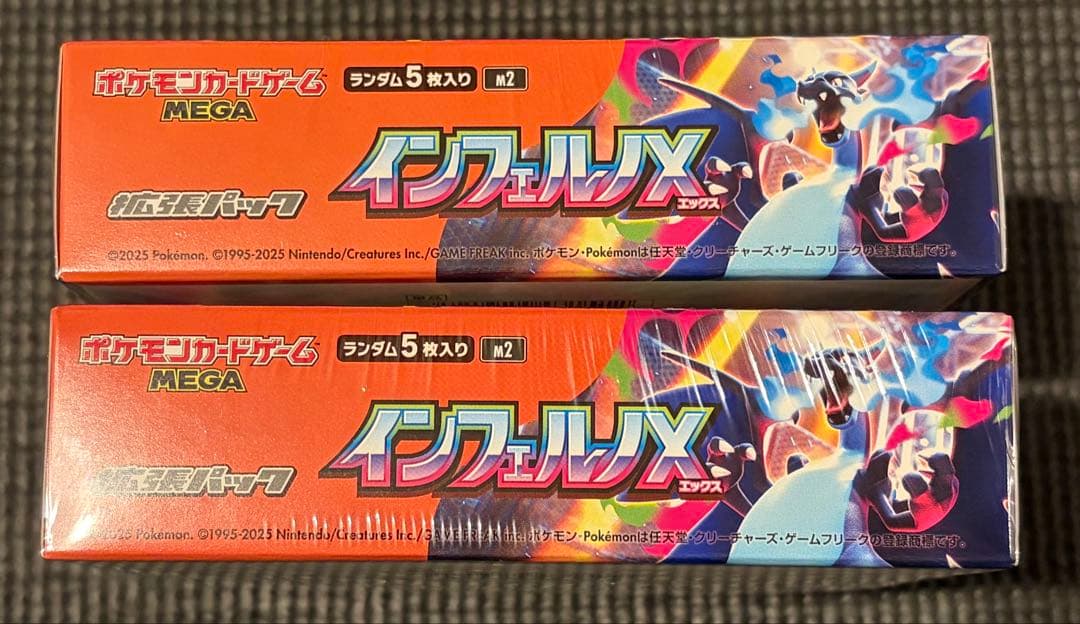 ポケモンカードゲーム™
MEGA
ランダム5枚入り M2
インフェルノX
エックス
拡張パック
©2025 Pokémon. ©1995-2025 Nintendo/Creatures Inc./GAME FREAK inc. ポケモン・Pokémonは任天堂・クリーチャーズ・ゲームフリークの登録商標です。
ポケモンカードゲーム™
MEGA
ランダム5枚入り M2
インフェルノX
エックス
拡張パック
©2025 Pokémon. ©1995-2025 Nintendo/Creatures Inc./GAME FREAK inc. ポケモン・Pokémonは任天堂・クリーチャーズ・ゲームフリークの登録商標です。